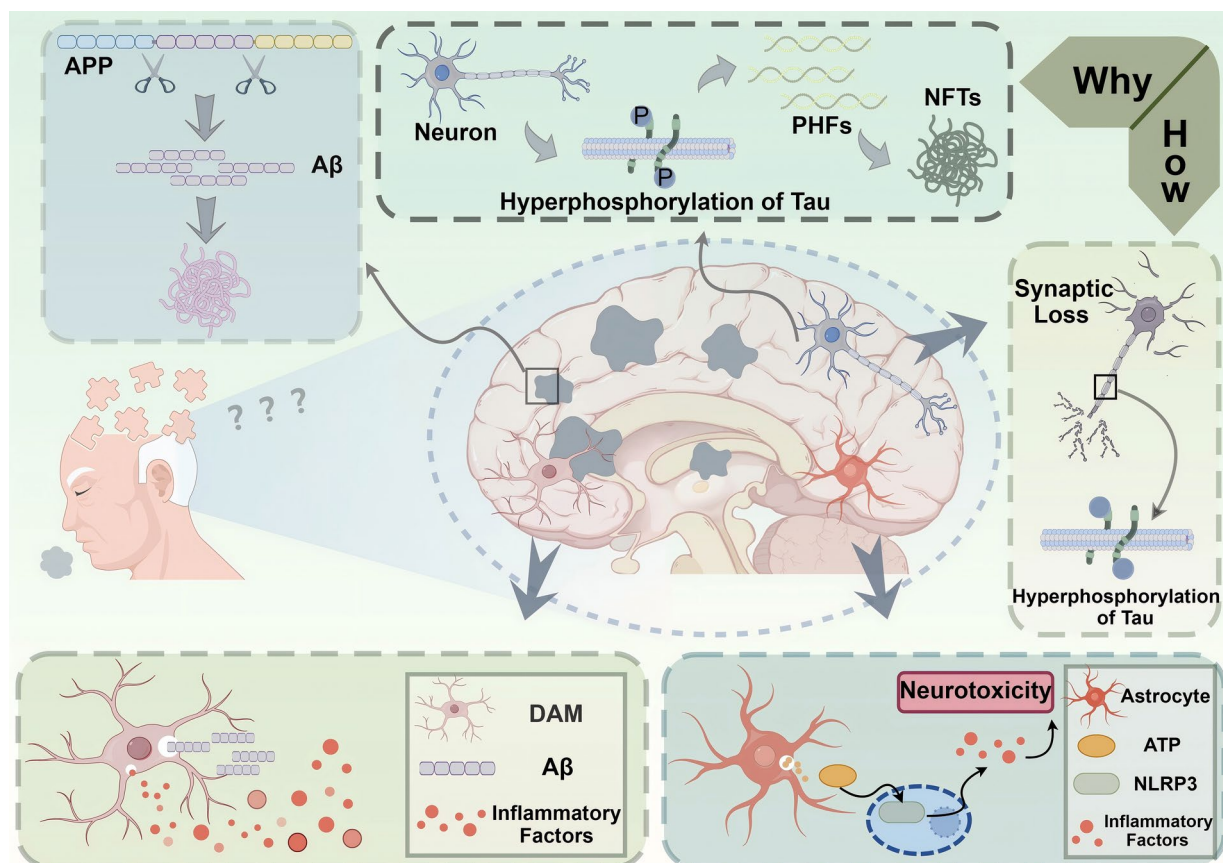 APP
Aβ
Neuron
P
P
Hyperphosphorylation of Tau
PHFs
NFTs
Why
How
? ? ?
Synaptic
Loss
Hyperphosphorylation
of Tau
DAM
Aβ
Inflammatory
Factors
Neurotoxicity
Astrocyte
ATP
NLRP3
Inflammatory
Factors